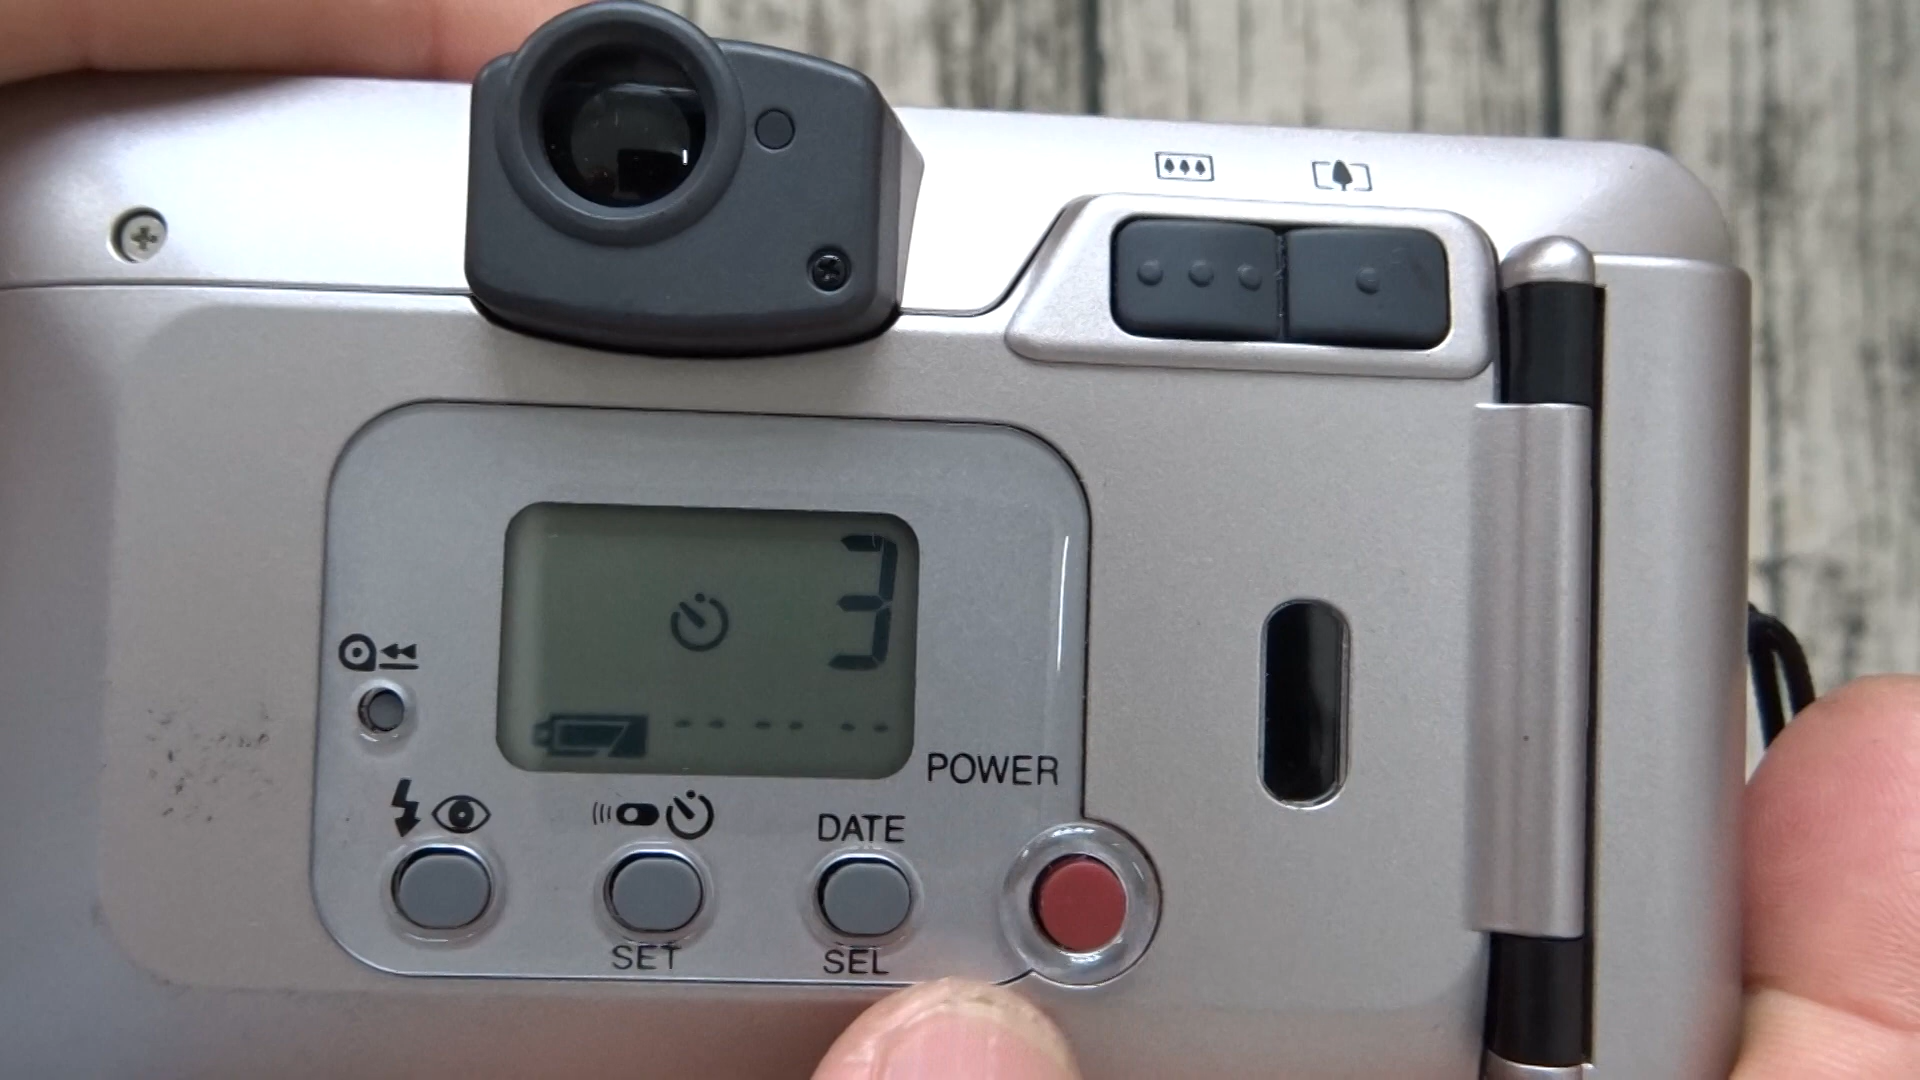 3
-- -- --
POWER
DATE
SET
SEL